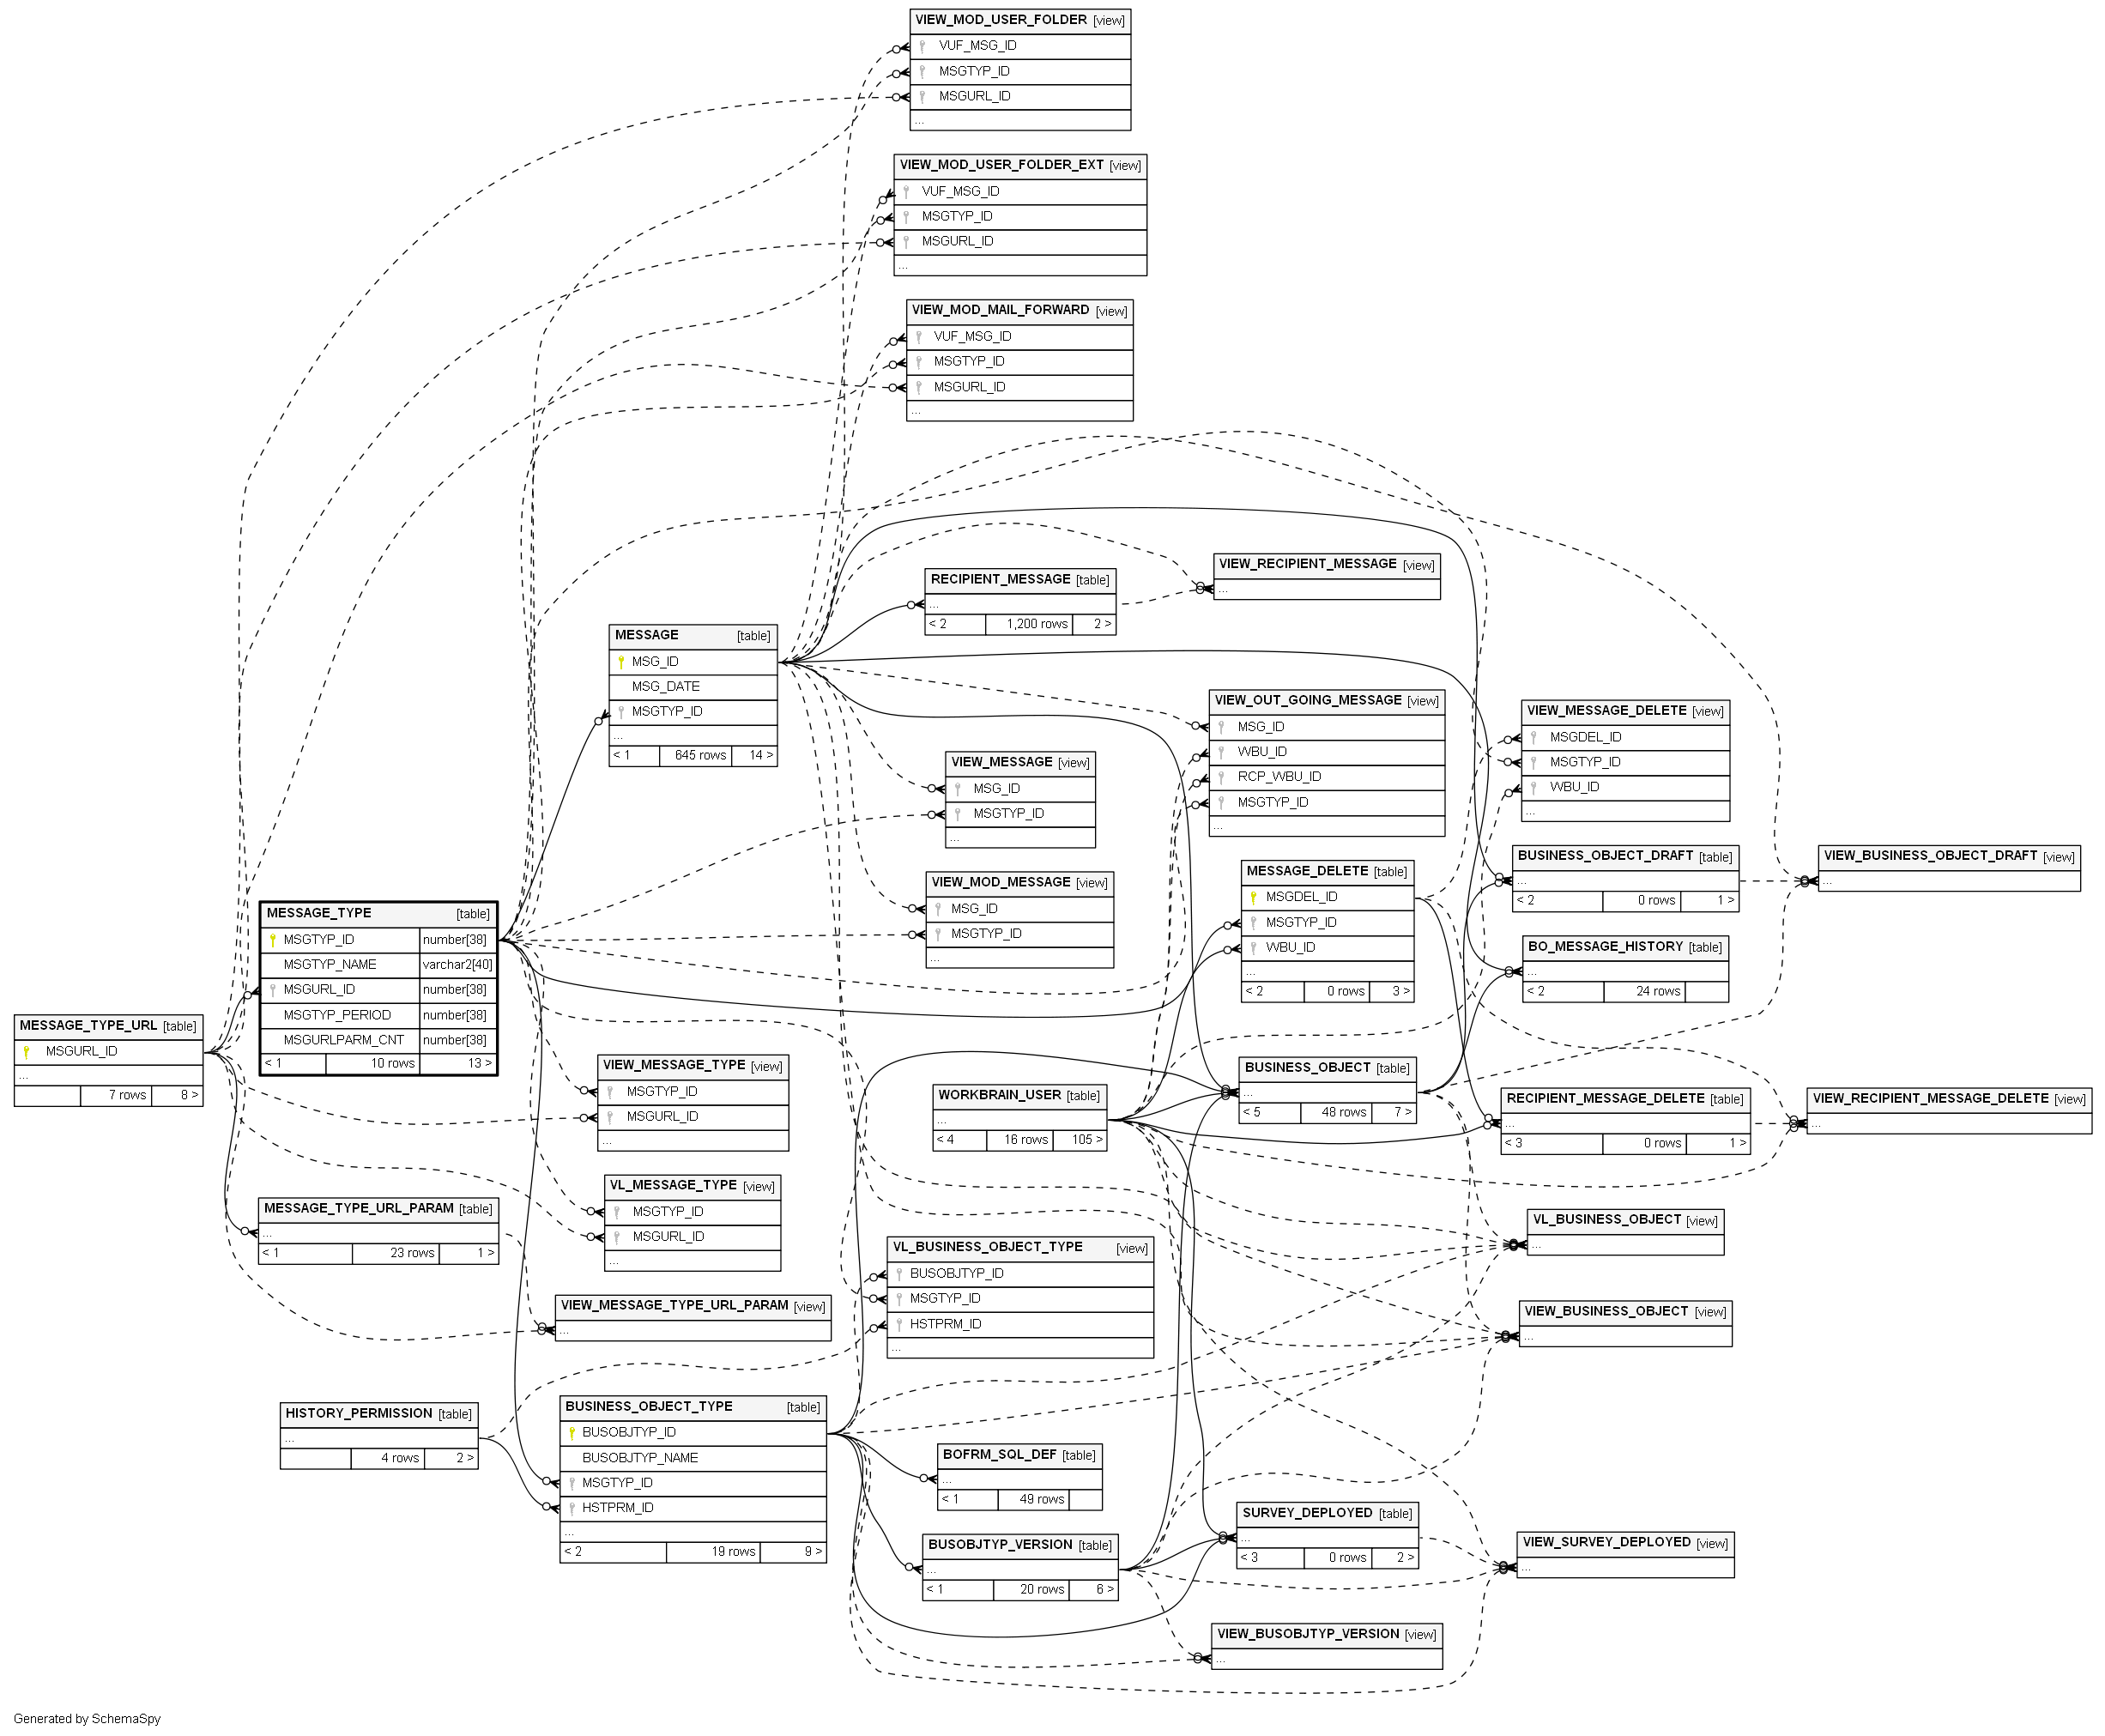 VIEW_MOD_USER_FOLDER [view]
VUF_MSG_ID
MSGTYP_ID
MSGURL_ID
...
VIEW_MOD_USER_FOLDER_EXT [view]
VUF_MSG_ID
MSGTYP_ID
MSGURL_ID
...
VIEW_MOD_MAIL_FORWARD [view]
VUF_MSG_ID
MSGTYP_ID
MSGURL_ID
...
VIEW_RECIPIENT_MESSAGE [view]
...
RECIPIENT_MESSAGE [table]
...
< 2 1,200 rows 2 >
MESSAGE [table]
MSG_ID
MSG_DATE
MSGTYP_ID
...
< 1 645 rows 14 >
VIEW_OUT_GOING_MESSAGE [view]
MSG_ID
WBU_ID
RCP_WBU_ID
MSGTYP_ID
...
VIEW_MESSAGE_DELETE [view]
MSGDEL_ID
MSGTYP_ID
WBU_ID
...
VIEW_MESSAGE [view]
MSG_ID
MSGTYP_ID
...
BUSINESS_OBJECT_DRAFT [table]
...
< 2 0 rows 1 >
VIEW_BUSINESS_OBJECT_DRAFT [view]
...
MESSAGE_DELETE [table]
MSGDEL_ID
MSGTYP_ID
WBU_ID
...
< 2 0 rows 3 >
VIEW_MOD_MESSAGE [view]
MSG_ID
MSGTYP_ID
...
MESSAGE_TYPE [table]
MSGTYP_ID number[38]
MSGTYP_NAME varchar2[40]
MSGURL_ID number[38]
MSGTYP_PERIOD number[38]
MSGURLPARM_CNT number[38]
< 1 10 rows 13 >
BO_MESSAGE_HISTORY [table]
...
< 2 24 rows
MESSAGE_TYPE_URL [table]
MSGURL_ID
...
7 rows 8 >
VIEW_MESSAGE_TYPE [view]
MSGTYP_ID
MSGURL_ID
...
BUSINESS_OBJECT [table]
...
< 5 48 rows 7 >
WORKBRAIN_USER [table]
...
< 4 16 rows 105 >
RECIPIENT_MESSAGE_DELETE [table]
...
< 3 0 rows 1 >
VIEW_RECIPIENT_MESSAGE_DELETE [view]
...
VL_MESSAGE_TYPE [view]
MSGTYP_ID
MSGURL_ID
...
MESSAGE_TYPE_URL_PARAM [table]
...
< 1 23 rows 1 >
VL_BUSINESS_OBJECT [view]
...
VL_BUSINESS_OBJECT_TYPE [view]
BUSOBJTYP_ID
MSGTYP_ID
HSTPRM_ID
...
VIEW_MESSAGE_TYPE_URL_PARAM [view]
...
VIEW_BUSINESS_OBJECT [view]
...
HISTORY_PERMISSION [table]
...
4 rows 2 >
BUSINESS_OBJECT_TYPE [table]
BUSOBJTYP_ID
BUSOBJTYP_NAME
MSGTYP_ID
HSTPRM_ID
...
< 2 19 rows 9 >
BOFRM_SQL_DEF [table]
...
< 1 49 rows
SURVEY_DEPLOYED [table]
...
< 3 0 rows 2 >
BUSOBJTYP_VERSION [table]
...
< 1 20 rows 6 >
VIEW_SURVEY_DEPLOYED [view]
...
VIEW_BUSOBJTYP_VERSION [view]
...
Generated by SchemaSpy